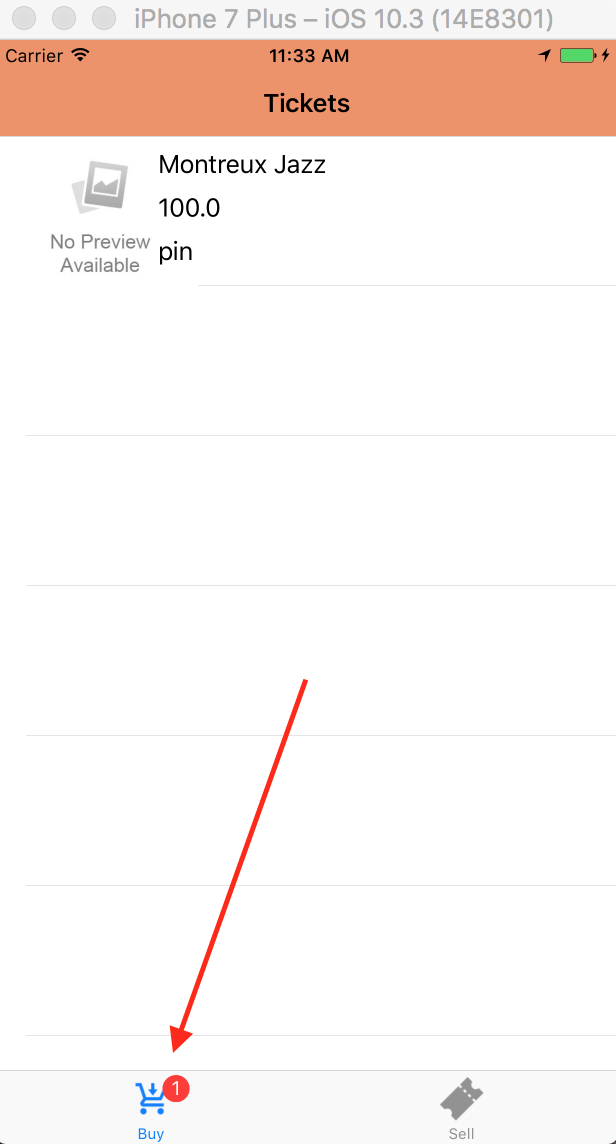 iPhone 7 Plus – iOS 10.3 (14E8301)
Carrier 11:33 AM
Tickets
Montreux Jazz
100.0
No Preview
Available
pin
1
Buy Sell